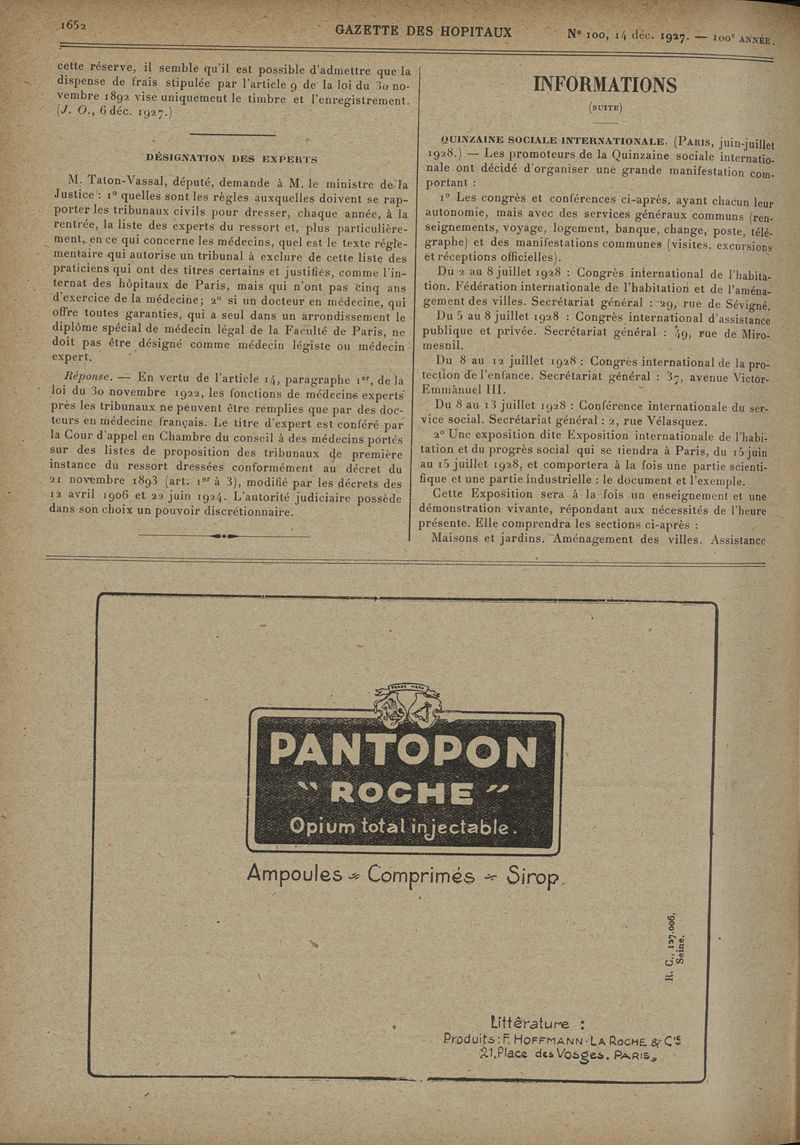 1652
GAZETTE DES HOPITAUX
N° 100, 14 déc. 1927. — 100e ANNÉE.
cette réserve, il semble qu'il est possible d'admettre que la
dispense de frais stipulée par l'article 9 de la loi du 30 no-
vembre 1892 vise uniquement le timbre et l'enregistrement.
(J. O., 6 déc. 1927.)
DÉSIGNATION DES EXPERTS
M. Taton-Vassal, député, demande à M. le ministre de la
Justice : 1° quelles sont les règles auxquelles doivent se rap-
porter les tribunaux civils pour dresser, chaque année, à la
rentrée, la liste des experts du ressort et, plus particulière-
ment, en ce qui concerne les médecins, quel est le texte régle-
mentaire qui autorise un tribunal à exclure de cette liste des
praticiens qui ont des titres certains et justifiés, comme l'in-
ternat des hôpitaux de Paris, mais qui n'ont pas cinq ans
d'exercice de la médecine; 2° si un docteur en médecine, qui
offre toutes garanties, qui a seul dans un arrondissement le
diplôme spécial de médecin légal de la Faculté de Paris, ne
doit pas être désigné comme médecin légiste ou médecin
expert.
Réponse. — En vertu de l'article 14, paragraphe 1er, de la
loi du 30 novembre 1922, les fonctions de médecins experts
près les tribunaux ne peuvent être remplies que par des doc-
teurs en médecine français. Le titre d'expert est conféré par
la Cour d'appel en Chambre du conseil à des médecins portés
sur des listes de proposition des tribunaux de première
instance du ressort dressées conformément au décret du
21 novembre 1893 (art. 1er à 3), modifié par les décrets des
12 avril 1906 et 22 juin 1924. L'autorité judiciaire possède
dans son choix un pouvoir discrétionnaire.
INFORMATIONS
(SUITE)
QUINZAINE SOCIALE INTERNATIONALE. (PARIS, juin-juillet
1928.) — Les promoteurs de la Quinzaine sociale internatio-
nale ont décidé d'organiser une grande manifestation com-
portant :
1° Les congrès et conférences ci-après, ayant chacun leur
autonomie, mais avec des services généraux communs (ren-
seignements, voyage, logement, banque, change, poste, télé-
graphe) et des manifestations communes (visites, excursions
et réceptions officielles).
Du 2 au 8 juillet 1928 : Congrès international de l'habita-
tion. Fédération internationale de l'habitation et de l'aména-
gement des villes. Secrétariat général : 29, rue de Sévigné.
Du 5 au 8 juillet 1928 : Congrès international d'assistance
publique et privée. Secrétariat général : 49, rue de Miro-
mesnil.
Du 8 au 12 juillet 1928 : Congrès international de la pro-
tection de l'enfance. Secrétariat général : 37, avenue Victor-
Emmanuel III.
Du 8 au 13 juillet 1928 : Conférence internationale du ser-
vice social. Secrétariat général : 2, rue Vélasquez.
2° Une exposition dite Exposition internationale de l'habi-
tation et du progrès social qui se tiendra à Paris, du 15 juin
au 15 juillet 1928, et comportera à la fois une partie scienti-
fique et une partie industrielle : le document et l'exemple.
Cette Exposition sera à la fois un enseignement et une
démonstration vivante, répondant aux nécessités de l'heure
présente. Elle comprendra les sections ci-après :
Maisons et jardins. Aménagement des villes. Assistance
TRADE MARK
PANTOPON
"ROCHE"
Opium total injectable.
Ampoules Comprimés Sirop.
R. C., 127.006,
Seine.
Littérature :
Produits: F. HOFFMANN-LA ROCHE & Cie
21, Place des Vosges. PARIS.